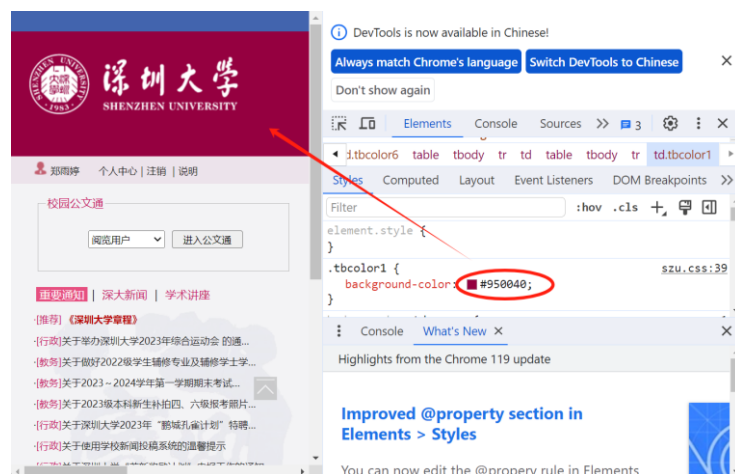 深圳大学
SHENZHEN UNIVERSITY
·1983·
郑雨婷 个人中心 | 注销 | 说明
校园公文通
阅览用户 进入公文通
重要通知 | 深大新闻 | 学术讲座
·[推荐] 《深圳大学章程》
·[行政]关于举办深圳大学2023年综合运动会 的通...
·[教务]关于做好2022级学生辅修专业及辅修学士学...
·[教务]关于2023－2024学年第一学期期末考试...
·[教务]关于2023级本科新生补拍四、六级报考照片...
·[行政]关于深圳大学2023年“鹏城孔雀计划”特聘...
·[行政]关于使用学校新闻投稿系统的温馨提示
DevTools is now available in Chinese!
Always match Chrome's language Switch DevTools to Chinese
Don't show again
Elements Console Sources 3
d.tbcolor6 table tbody tr td table tbody tr td.tbcolor1
Styles Computed Layout Event Listeners DOM Breakpoints
Filter :hov .cls
element.style {
}
.tbcolor1 { szu.css:39
background-color: #950040;
}
Console What's New
Highlights from the Chrome 119 update
Improved @property section in
Elements > Styles
You can now edit the @propery rule in Elements